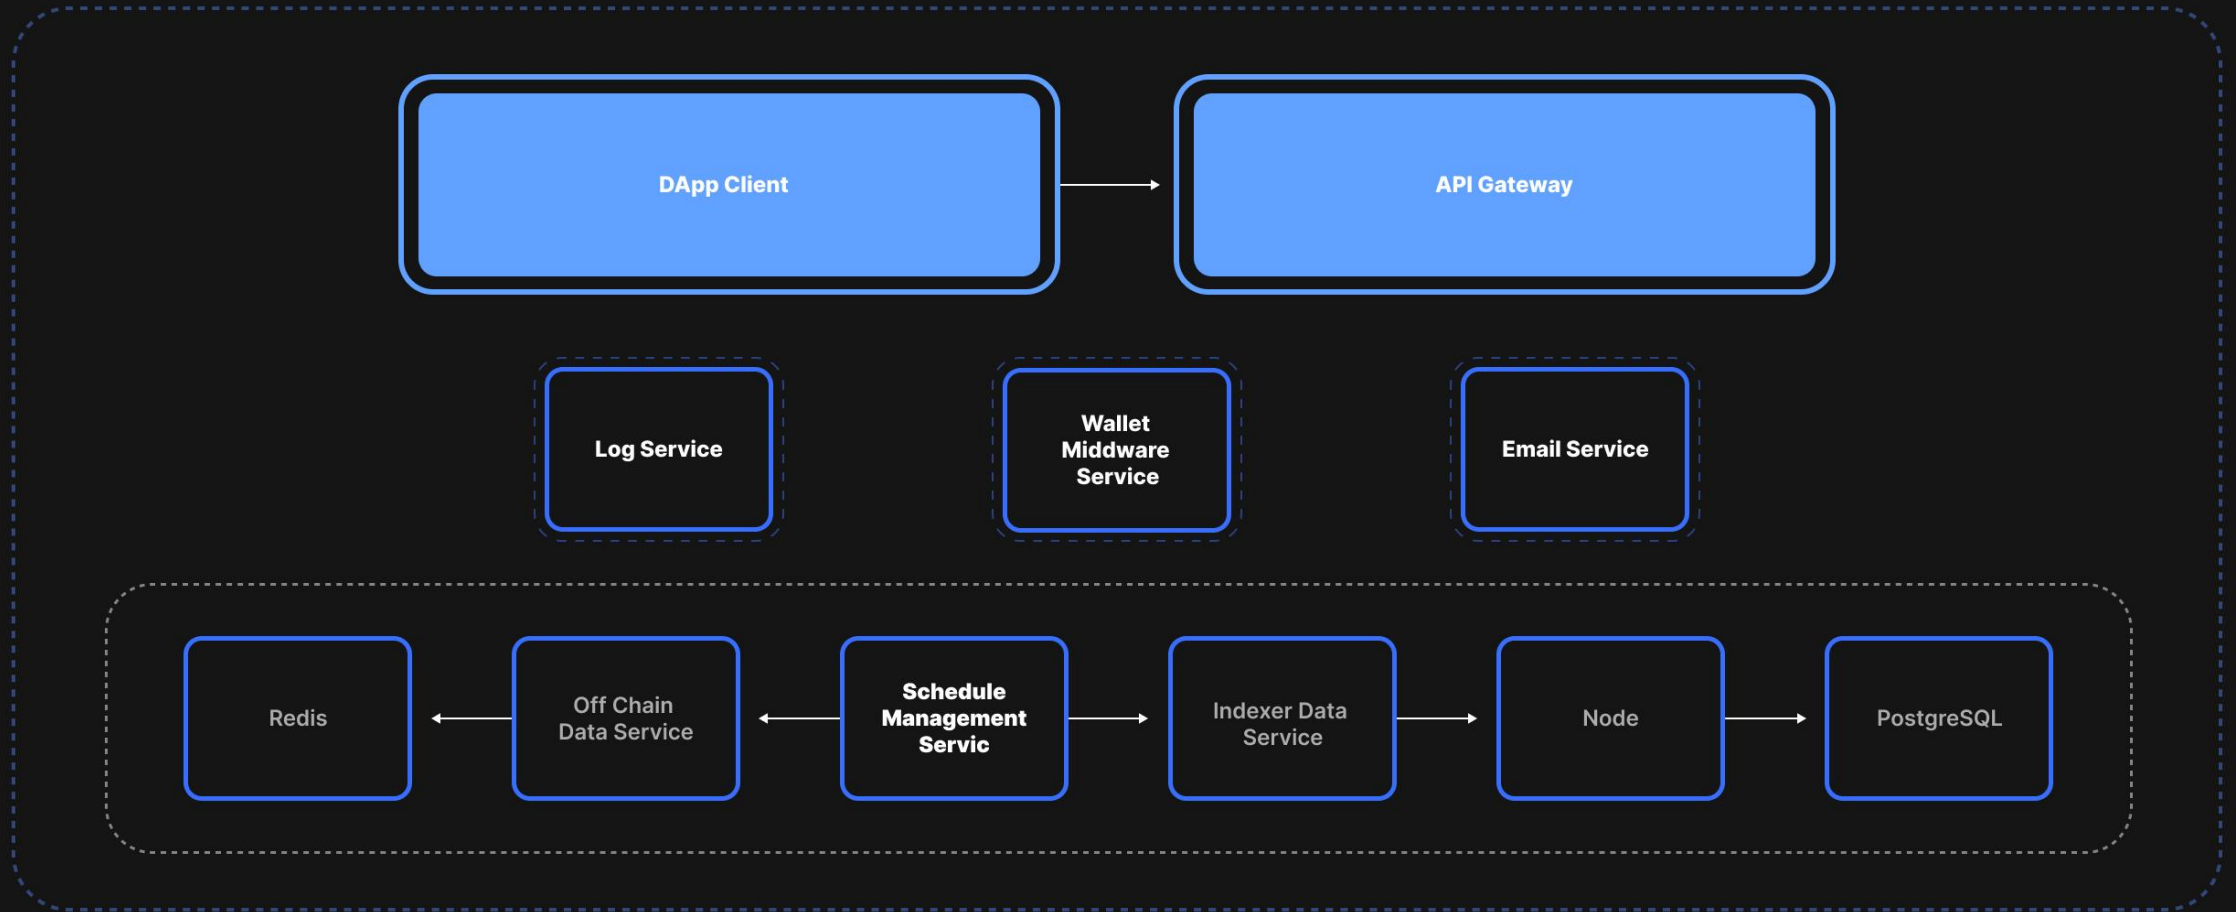 DApp Client
API Gateway
Log Service
Wallet
Middware
Service
Email Service
Redis
Off Chain
Data Service
Schedule
Management
Servic
Indexer Data
Service
Node
PostgreSQL